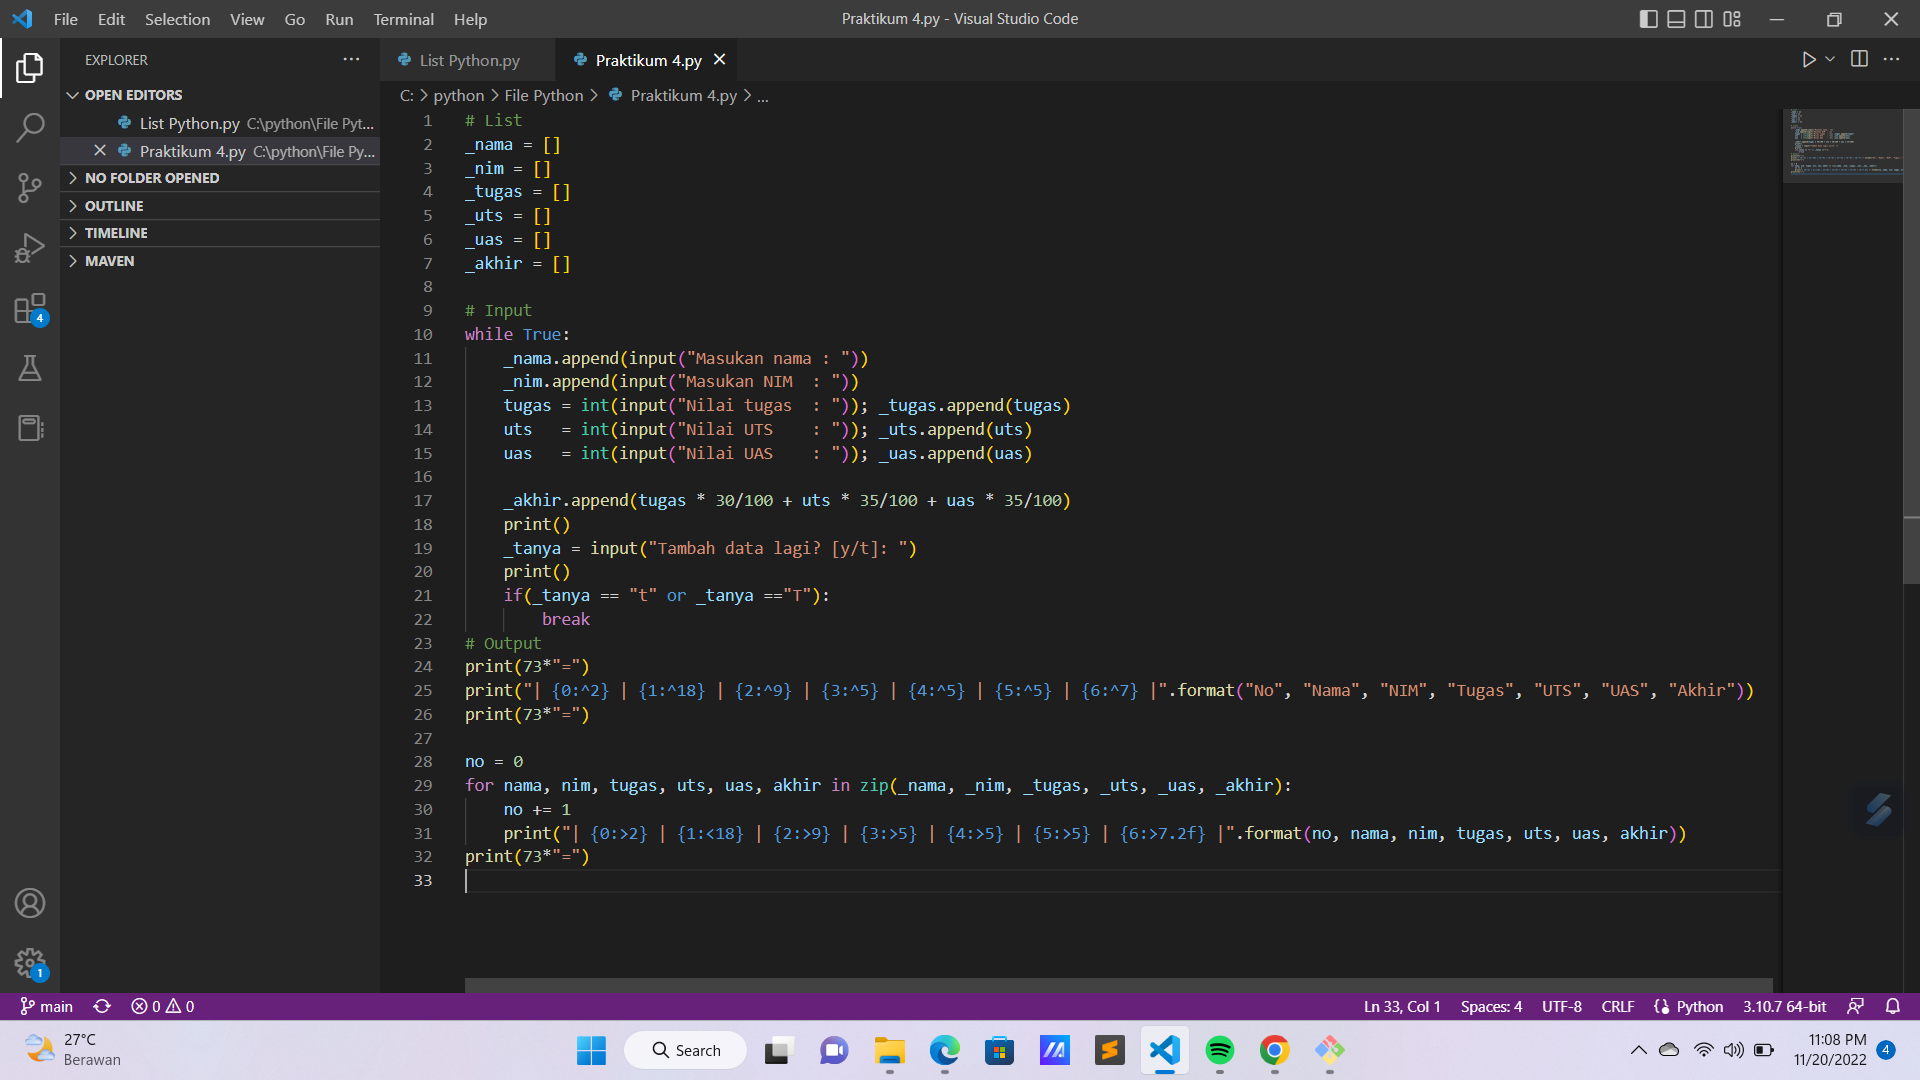 File Edit Selection View Go Run Terminal Help
Praktikum 4.py - Visual Studio Code
EXPLORER
OPEN EDITORS
List Python.py C:\python\File Pyt...
Praktikum 4.py C:\python\File Py...
NO FOLDER OPENED
OUTLINE
TIMELINE
MAVEN
4
1
List Python.py
Praktikum 4.py
C: > python > File Python > Praktikum 4.py > ...
1 # List
2 _nama = []
3 _nim = []
4 _tugas = []
5 _uts = []
6 _uas = []
7 _akhir = []
8
9 # Input
10 while True:
11     _nama.append(input("Masukan nama : "))
12     _nim.append(input("Masukan NIM  : "))
13     tugas = int(input("Nilai tugas  : ")); _tugas.append(tugas)
14     uts   = int(input("Nilai UTS    : ")); _uts.append(uts)
15     uas   = int(input("Nilai UAS    : ")); _uas.append(uas)
16
17     _akhir.append(tugas * 30/100 + uts * 35/100 + uas * 35/100)
18     print()
19     _tanya = input("Tambah data lagi? [y/t]: ")
20     print()
21     if(_tanya == "t" or _tanya =="T"):
22         break
23 # Output
24 print(73*"=")
25 print("| {0:^2} | {1:^18} | {2:^9} | {3:^5} | {4:^5} | {5:^5} | {6:^7} |".format("No", "Nama", "NIM", "Tugas", "UTS", "UAS", "Akhir"))
26 print(73*"=")
27
28 no = 0
29 for nama, nim, tugas, uts, uas, akhir in zip(_nama, _nim, _tugas, _uts, _uas, _akhir):
30     no += 1
31     print("| {0:>2} | {1:<18} | {2:>9} | {3:>5} | {4:>5} | {5:>5} | {6:>7.2f} |".format(no, nama, nim, tugas, uts, uas, akhir))
32 print(73*"=")
33
main 0 0
Ln 33, Col 1 Spaces: 4 UTF-8 CRLF Python 3.10.7 64-bit
27°C
Berawan
Search
11:08 PM
11/20/2022
4